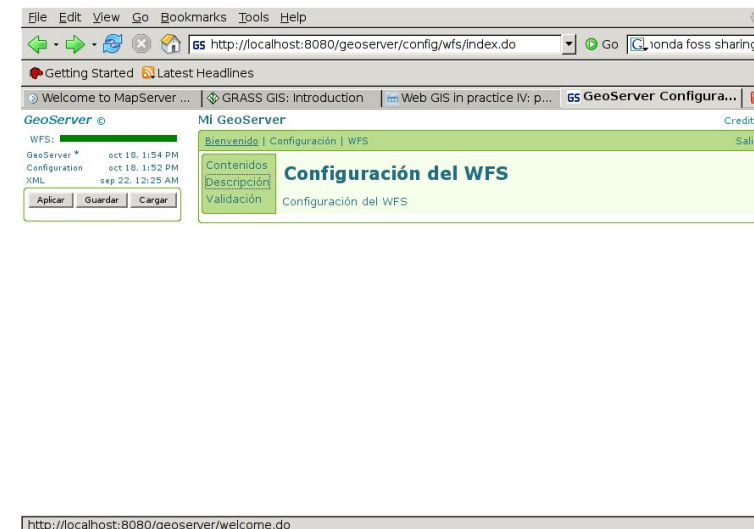 File Edit View Go Bookmarks Tools Help
GS http://localhost:8080/geoserver/config/wfs/index.do Go G, foss sharing
Getting Started Latest Headlines
Welcome to MapServer ... GRASS GIS: Introduction Web GIS in practice IV: p... GS GeoServer Configura...
GeoServer © Mi GeoServer Credit
WFS: Bienvenido | Configuración | WFS Sali
GeoServer * oct 18, 1:54 PM
Configuration oct 18, 1:52 PM
XML sep 22, 12:25 AM
Aplicar Guardar Cargar
Contenidos
Descripción
Validación
Configuración del WFS
Configuración del WFS
http://localhost:8080/geoserver/welcome.do